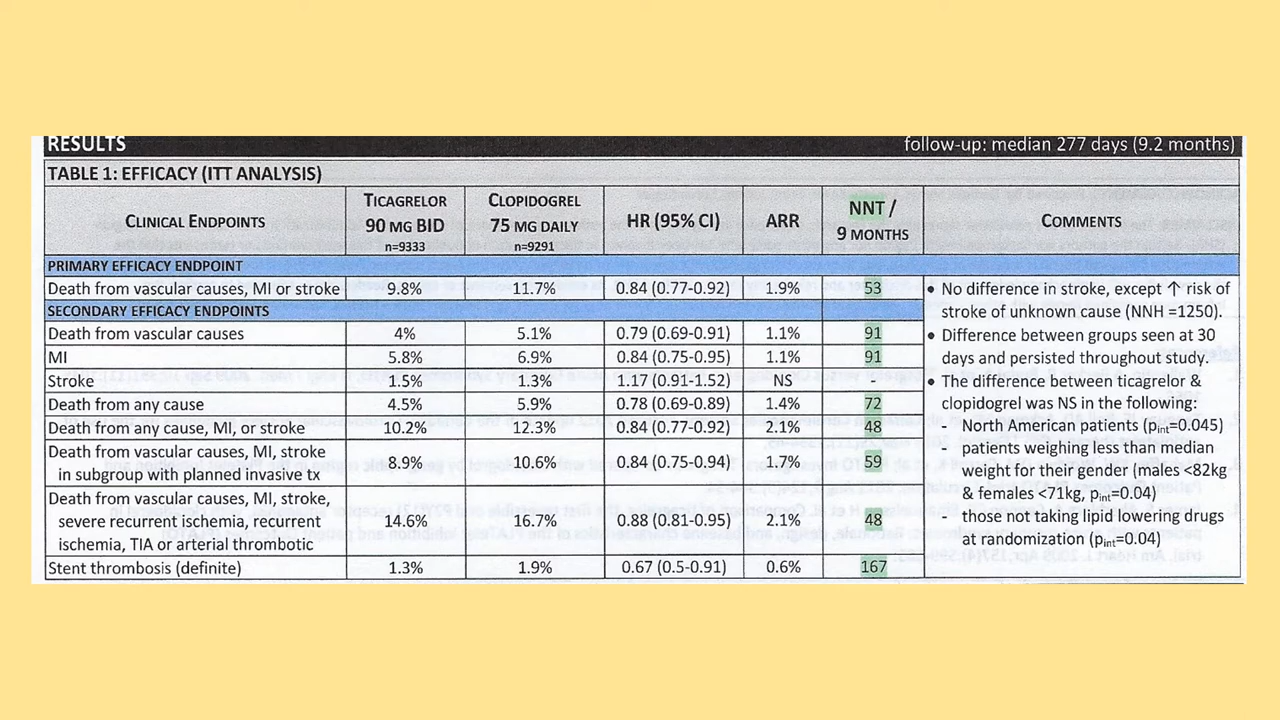 RESULTS follow-up: median 277 days (9.2 months)
TABLE 1: EFFICACY (ITT ANALYSIS)
CLINICAL ENDPOINTS TICAGRELOR 90 MG BID n=9333 CLOPIDOGREL 75 MG DAILY n=9291 HR (95% CI) ARR NNT / 9 MONTHS COMMENTS
PRIMARY EFFICACY ENDPOINT
Death from vascular causes, MI or stroke 9.8% 11.7% 0.84 (0.77-0.92) 1.9% 53
SECONDARY EFFICACY ENDPOINTS
Death from vascular causes 4% 5.1% 0.79 (0.69-0.91) 1.1% 91
MI 5.8% 6.9% 0.84 (0.75-0.95) 1.1% 91
Stroke 1.5% 1.3% 1.17 (0.91-1.52) NS -
Death from any cause 4.5% 5.9% 0.78 (0.69-0.89) 1.4% 72
Death from any cause, MI, or stroke 10.2% 12.3% 0.84 (0.77-0.92) 2.1% 48
Death from vascular causes, MI, stroke
in subgroup with planned invasive tx 8.9% 10.6% 0.84 (0.75-0.94) 1.7% 59
Death from vascular causes, MI, stroke,
severe recurrent ischemia, recurrent 14.6% 16.7% 0.88 (0.81-0.95) 2.1% 48
ischemia, TIA or arterial thrombotic
Stent thrombosis (definite) 1.3% 1.9% 0.67 (0.5-0.91) 0.6% 167
• No difference in stroke, except ↑ risk of
stroke of unknown cause (NNH =1250).
• Difference between groups seen at 30
days and persisted throughout study.
• The difference between ticagrelor &
clopidogrel was NS in the following:
- North American patients (pint=0.045)
- patients weighing less than median
weight for their gender (males <82kg
& females <71kg, pint=0.04)
- those not taking lipid lowering drugs
at randomization (pint=0.04)